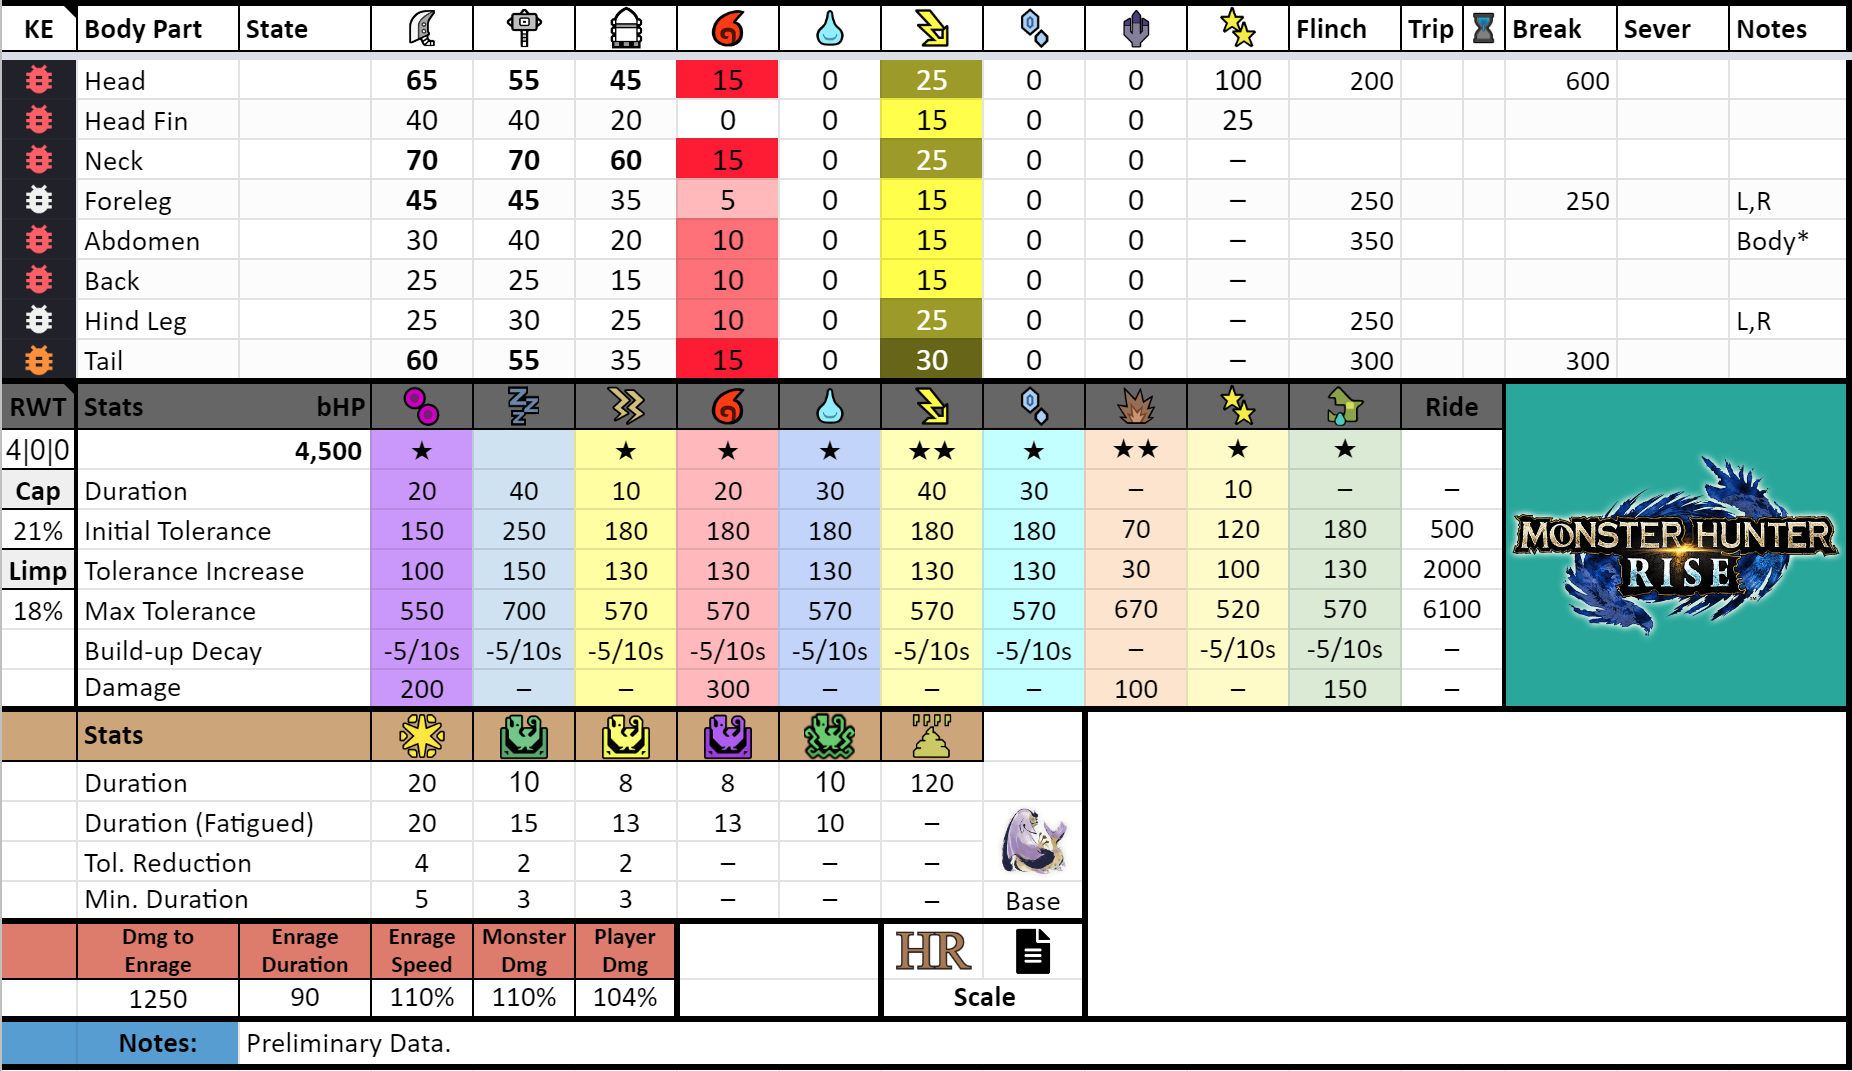 KE Body Part State Flinch Trip Break Sever Notes
Head 65 55 45 15 0 25 0 0 100 200 600
Head Fin 40 40 20 0 0 15 0 0 25
Neck 70 70 60 15 0 25 0 0 –
Foreleg 45 45 35 5 0 15 0 0 – 250 250 L,R
Abdomen 30 40 20 10 0 15 0 0 – 350 Body*
Back 25 25 15 10 0 15 0 0 –
Hind Leg 25 30 25 10 0 25 0 0 – 250 L,R
Tail 60 55 35 15 0 30 0 0 – 300 300
RWT Stats bHP Ride
4|0|0 4,500 ★ ★ ★ ★ ★★ ★ ★★ ★ ★
Cap Duration 20 40 10 20 30 40 30 – 10 – –
21% Initial Tolerance 150 250 180 180 180 180 180 70 120 180 500
Limp Tolerance Increase 100 150 130 130 130 130 130 30 100 130 2000
18% Max Tolerance 550 700 570 570 570 570 570 670 520 570 6100
Build-up Decay -5/10s -5/10s -5/10s -5/10s -5/10s -5/10s -5/10s – -5/10s -5/10s –
Damage 200 – – 300 – – – 100 – 150 –
MONSTER HUNTER
RISE
Stats
Duration 20 10 8 8 10 120
Duration (Fatigued) 20 15 13 13 10 –
Tol. Reduction 4 2 2 – – –
Min. Duration 5 3 3 – – – Base
Dmg to Enrage Enrage Duration Enrage Speed Monster Dmg Player Dmg HR
1250 90 110% 110% 104% Scale
Notes: Preliminary Data.